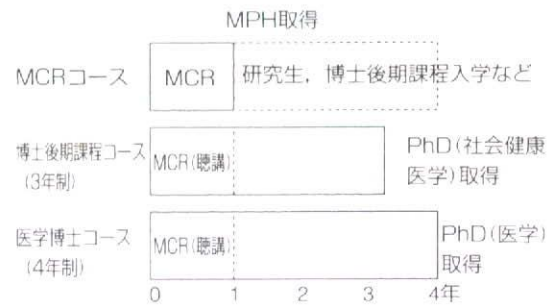 MPH取得
MCRコース
MCR
研究生，博士後期課程入学など
博士後期課程コース
(3年制)
MCR(聴講)
PhD(社会健康
医学)取得
医学博士コース
(4年制)
MCR(聴講)
PhD(医学)
取得
0 1 2 3 4年